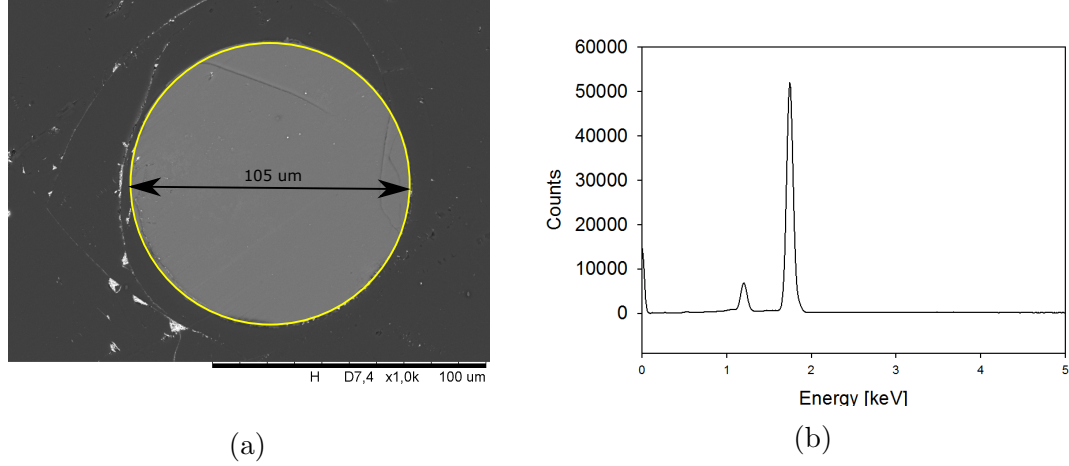 105 um
H D7,4 x1,0k 100 um
(a)
60000
50000
40000
30000
20000
10000
0
Counts
0 1 2 3 4 5
Energy [keV]
(b)